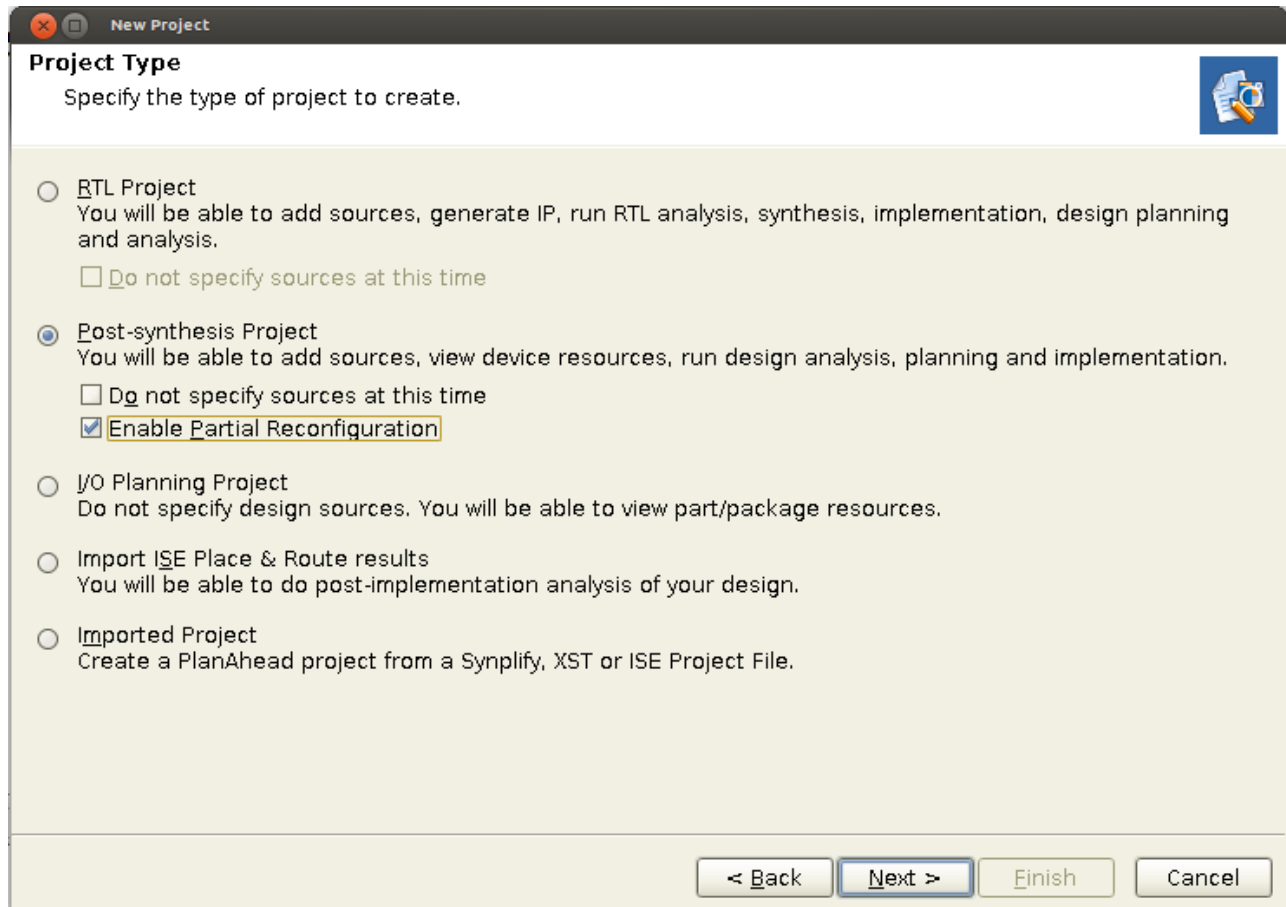 New Project
Project Type
Specify the type of project to create.
RTL Project
You will be able to add sources, generate IP, run RTL analysis, synthesis, implementation, design planning
and analysis.
Do not specify sources at this time
Post-synthesis Project
You will be able to add sources, view device resources, run design analysis, planning and implementation.
Do not specify sources at this time
Enable Partial Reconfiguration
I/O Planning Project
Do not specify design sources. You will be able to view part/package resources.
Import ISE Place & Route results
You will be able to do post-implementation analysis of your design.
Imported Project
Create a PlanAhead project from a Synplify, XST or ISE Project File.
< Back Next > Finish Cancel